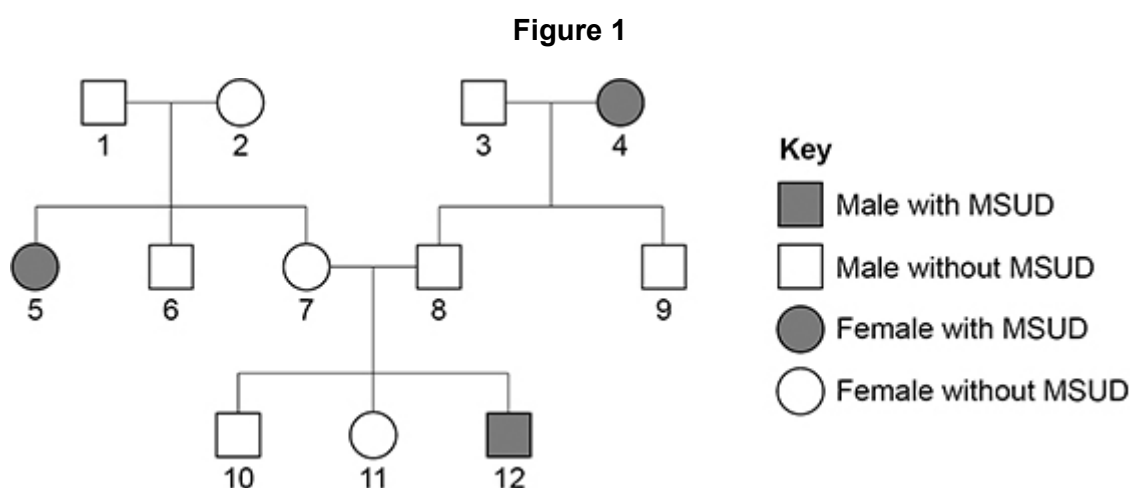 Figure 1
1 2 3 4
Key
Male with MSUD
Male without MSUD
Female with MSUD
Female without MSUD
5 6 7 8 9
10 11 12